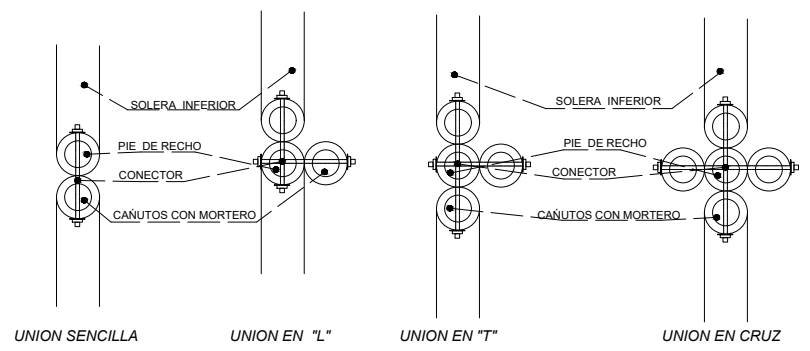 SOLERA INFERIOR
PIE DE RECHO
CONECTOR
CAÑUTOS CON MORTERO
SOLERA INFERIOR
PIE DE RECHO
CONECTOR
CAÑUTOS CON MORTERO
UNION SENCILLA
UNION EN "L"
UNION EN "T"
UNION EN CRUZ